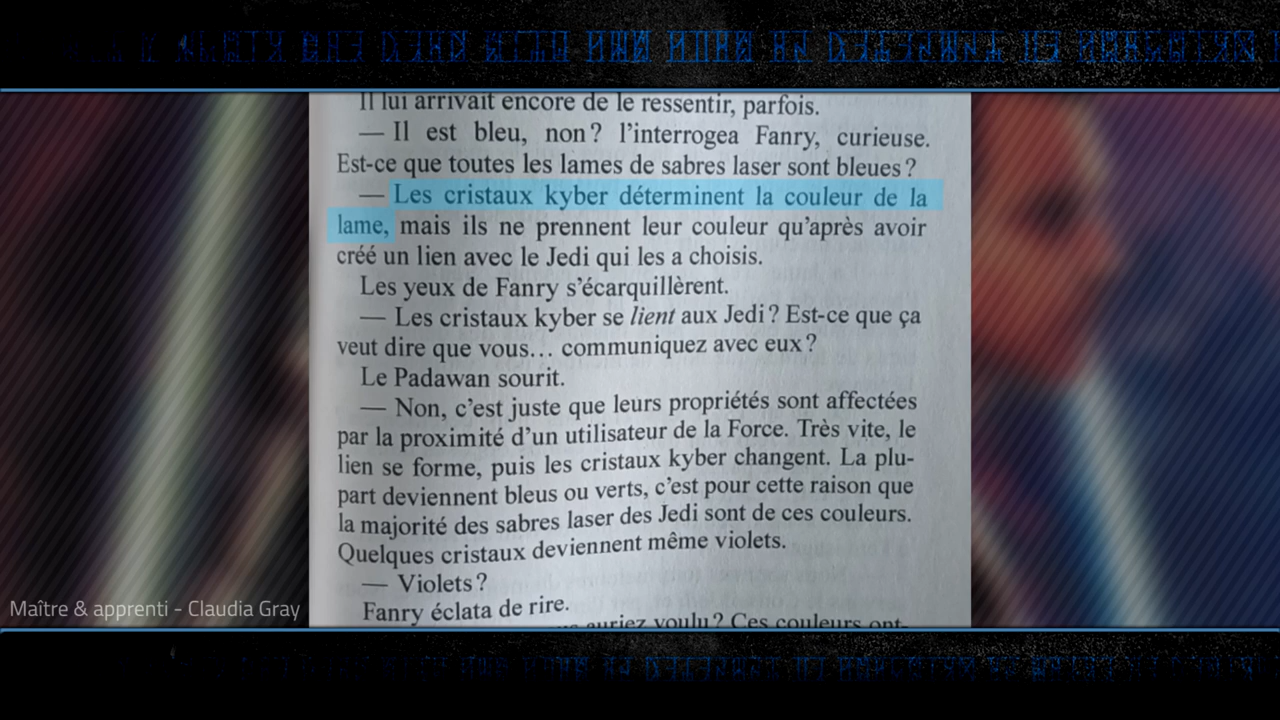 Il lui arrivait encore de le ressentir, parfois.
— Il est bleu, non ? l’interrogea Fanry, curieuse.
Est-ce que toutes les lames de sabres laser sont bleues ?
— Les cristaux kyber déterminent la couleur de la
lame, mais ils ne prennent leur couleur qu’après avoir
créé un lien avec le Jedi qui les a choisis.
Les yeux de Fanry s’écarquillèrent.
— Les cristaux kyber se lient aux Jedi ? Est-ce que ça
veut dire que vous… communiquez avec eux ?
Le Padawan sourit.
— Non, c’est juste que leurs propriétés sont affectées
par la proximité d’un utilisateur de la Force. Très vite, le
lien se forme, puis les cristaux kyber changent. La plu-
part deviennent bleus ou verts, c’est pour cette raison que
la majorité des sabres laser des Jedi sont de ces couleurs.
Quelques cristaux deviennent même violets.
— Violets ?
Fanry éclata de rire.
auriez voulu ? Ces couleurs ont-
Maître & apprenti - Claudia Gray